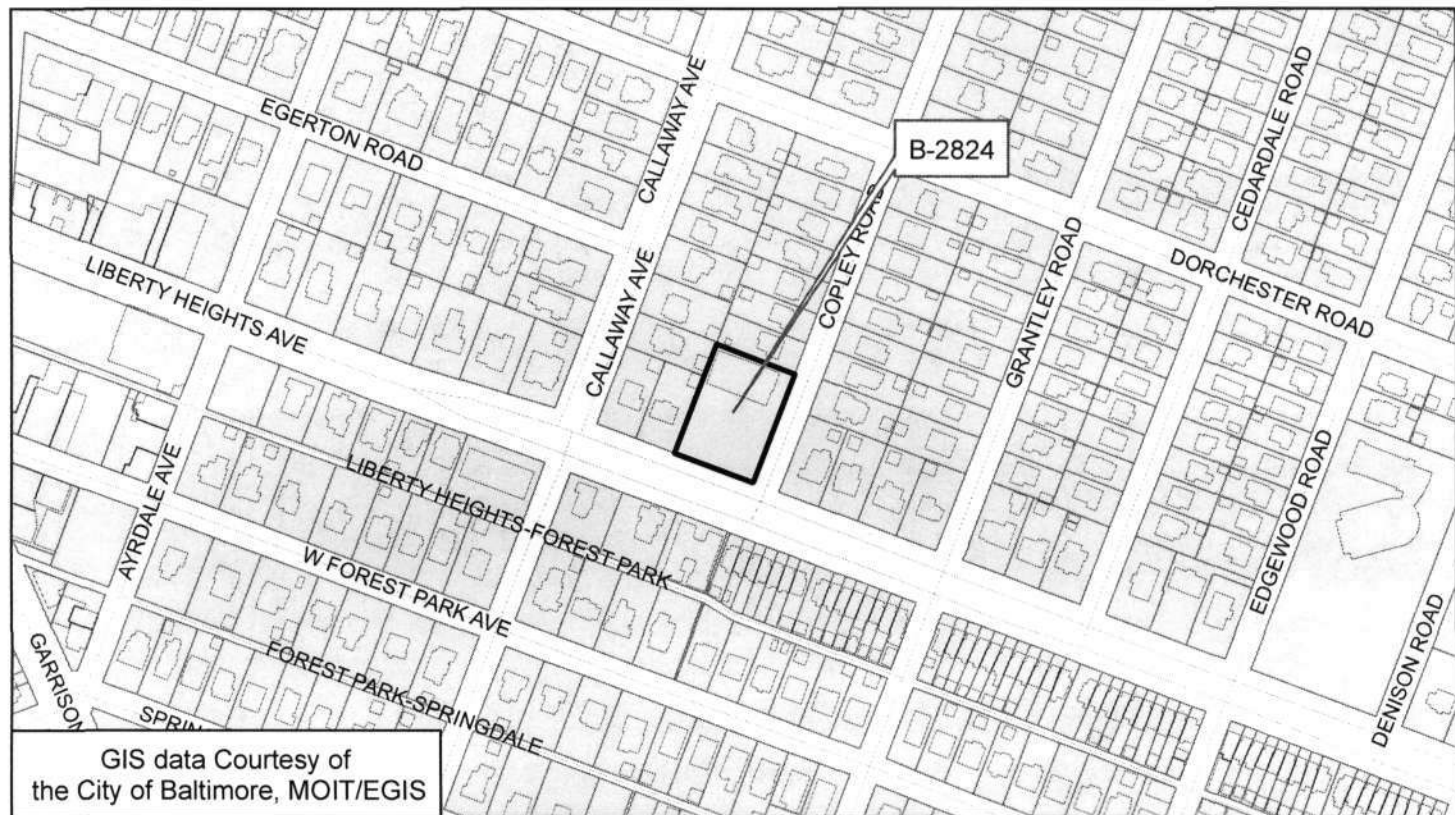 EGERTON ROAD
CALLAWAY AVE
CEDARDALE ROAD
B-2824
LIBERTY HEIGHTS AVE
CALLAWAY AVE
COPLEY ROAD
GRANTLEY ROAD
DORCHESTER ROAD
AYRDALE AVE
LIBERTY HEIGHTS-FOREST PARK
W FOREST PARK AVE
EDGEWOOD ROAD
DENISON ROAD
GARRISON
FOREST PARK-SPRINGDALE
GIS data Courtesy of
the City of Baltimore, MOIT/EGIS